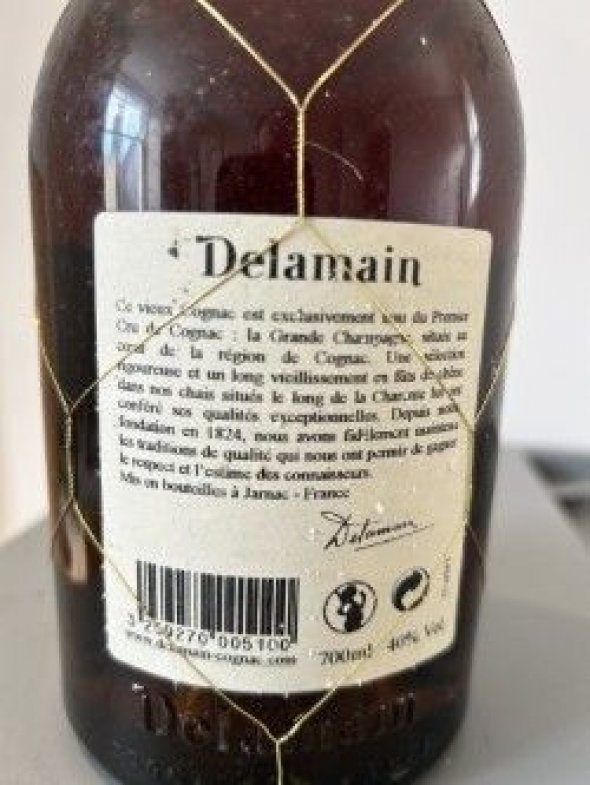 Delamain
Ce vieux Cognac est exclusivement issu du Premier
Cru de Cognac : la Grande Champagne, située au
cœur de la région de Cognac. Une sélection
rigoureuse et un long vieillissement en fûts de chêne
dans nos chais situés le long de la Charente lui ont
conféré ses qualités exceptionnelles. Depuis notre
fondation en 1824, nous avons fidèlement maintenu
les traditions de qualité qui nous ont permis de gagner
le respect et l'estime des connaisseurs.
Mis en bouteilles à Jarnac - France
Delamain
3 250270 005100
www.delamain-cognac.com
700ml 40% Vol
Delamain